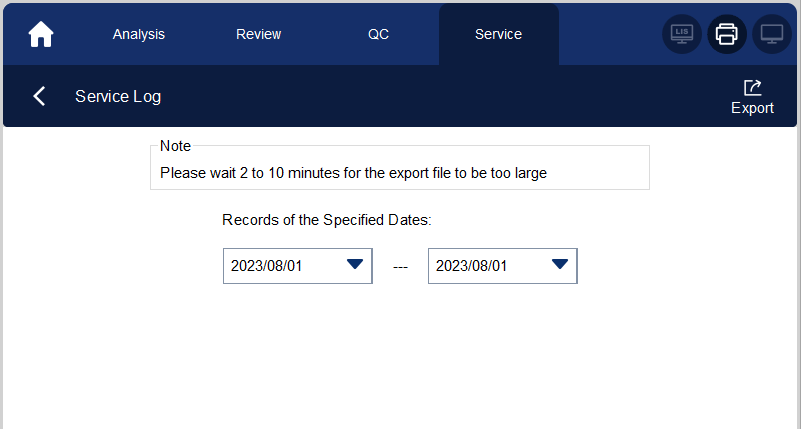 Analysis
Review
QC
Service
LIS
Service Log
Export
Note
Please wait 2 to 10 minutes for the export file to be too large
Records of the Specified Dates:
2023/08/01 --- 2023/08/01